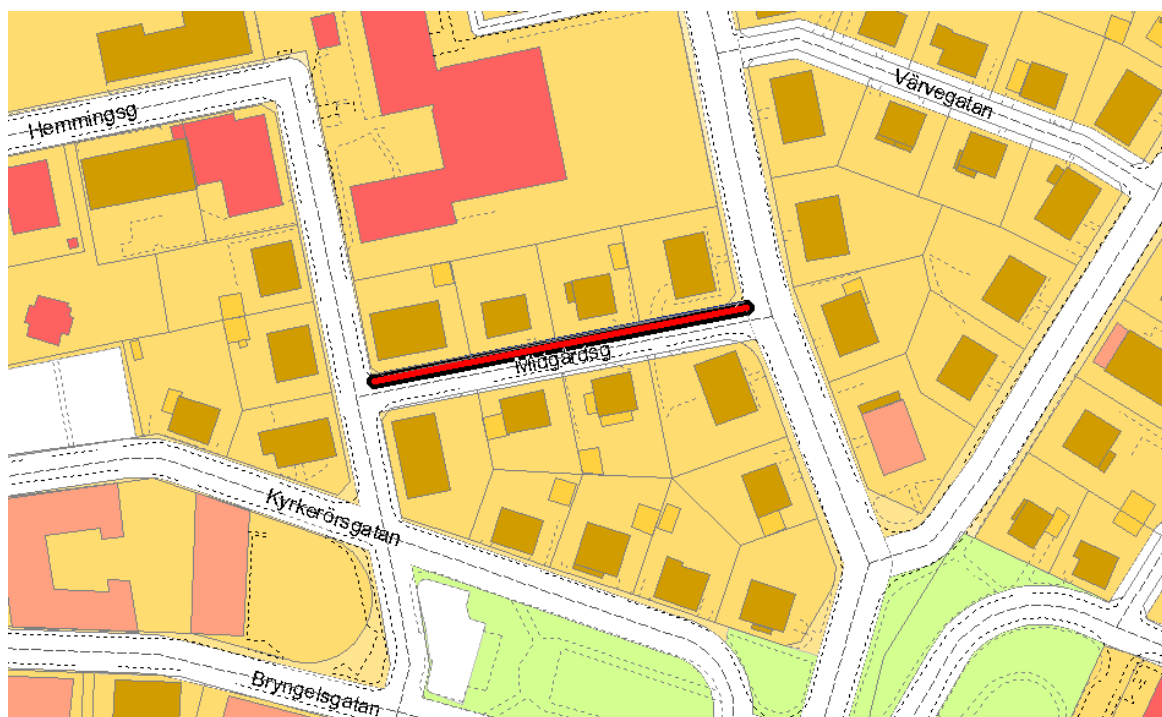 Värvegatan
Hemmingsg
Midgårdsg
Kyrkerörsgatan
Bryngelsgatan